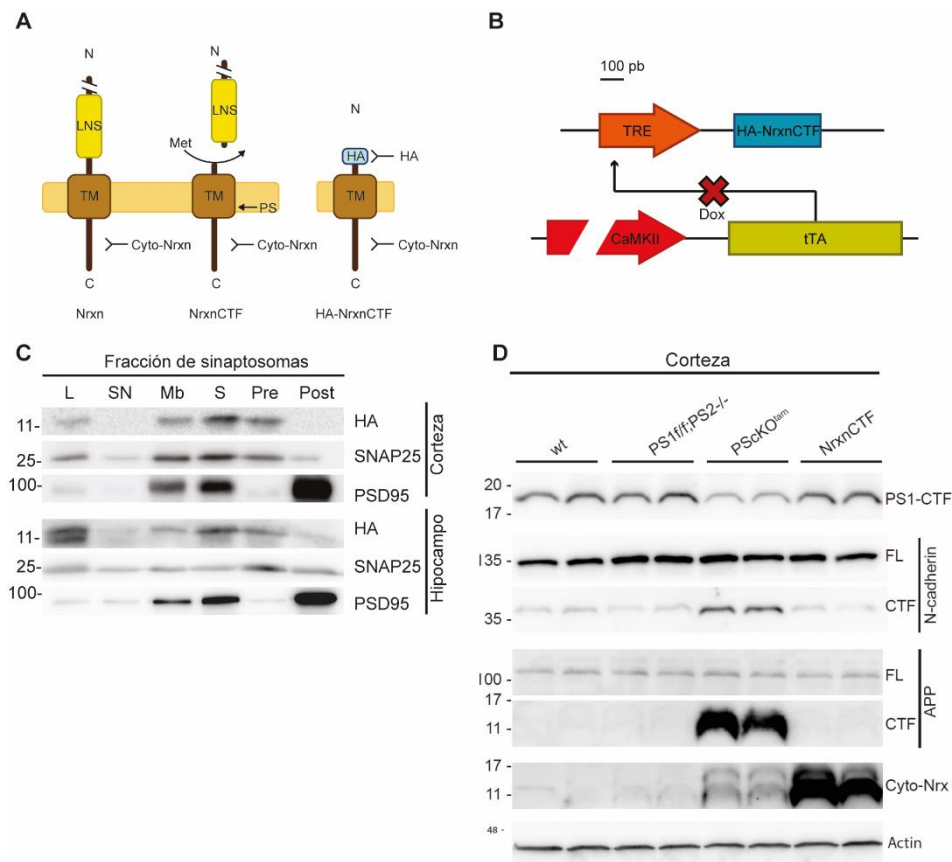 A
N
N
LNS
LNS
N
Met
HA
HA
TM
TM
PS
TM
Cyto-Nrxn
Cyto-Nrxn
Cyto-Nrxn
C
C
C
Nrxn
NrxnCTF
HA-NrxnCTF
B
100 pb
TRE
HA-NrxnCTF
Dox
CaMKII
tTA
C
Fracción de sinaptosomas
L SN Mb S Pre Post
11- HA
25- SNAP25
100- PSD95
Corteza
11- HA
25- SNAP25
100- PSD95
Hipocampo
D
Corteza
wt PS1f/f;PS2-/- PScKOtam NrxnCTF
20
17 - PS1-CTF
135 - FL
35 - CTF
N-cadherin
100 - FL
17 -
11 - CTF
APP
17 -
11 - Cyto-Nrx
48 -
Actin